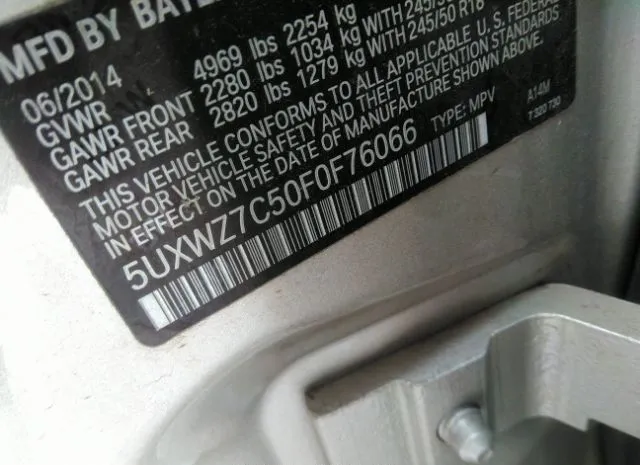 MFD BY
06/2014
GVWR 4969 lbs 2254 kg
GAWR FRONT 2280 lbs 1034 kg WITH
GAWR REAR 2820 lbs 1279 kg WITH 245/50 R18
THIS VEHICLE CONFORMS TO ALL APPLICABLE U. S. FEDERAL
MOTOR VEHICLE SAFETY AND THEFT PREVENTION STANDARDS
IN EFFECT ON THE DATE OF MANUFACTURE SHOWN ABOVE.
5UXWZ7C50F0F76066 TYPE: MPV
A14M
T 320 730